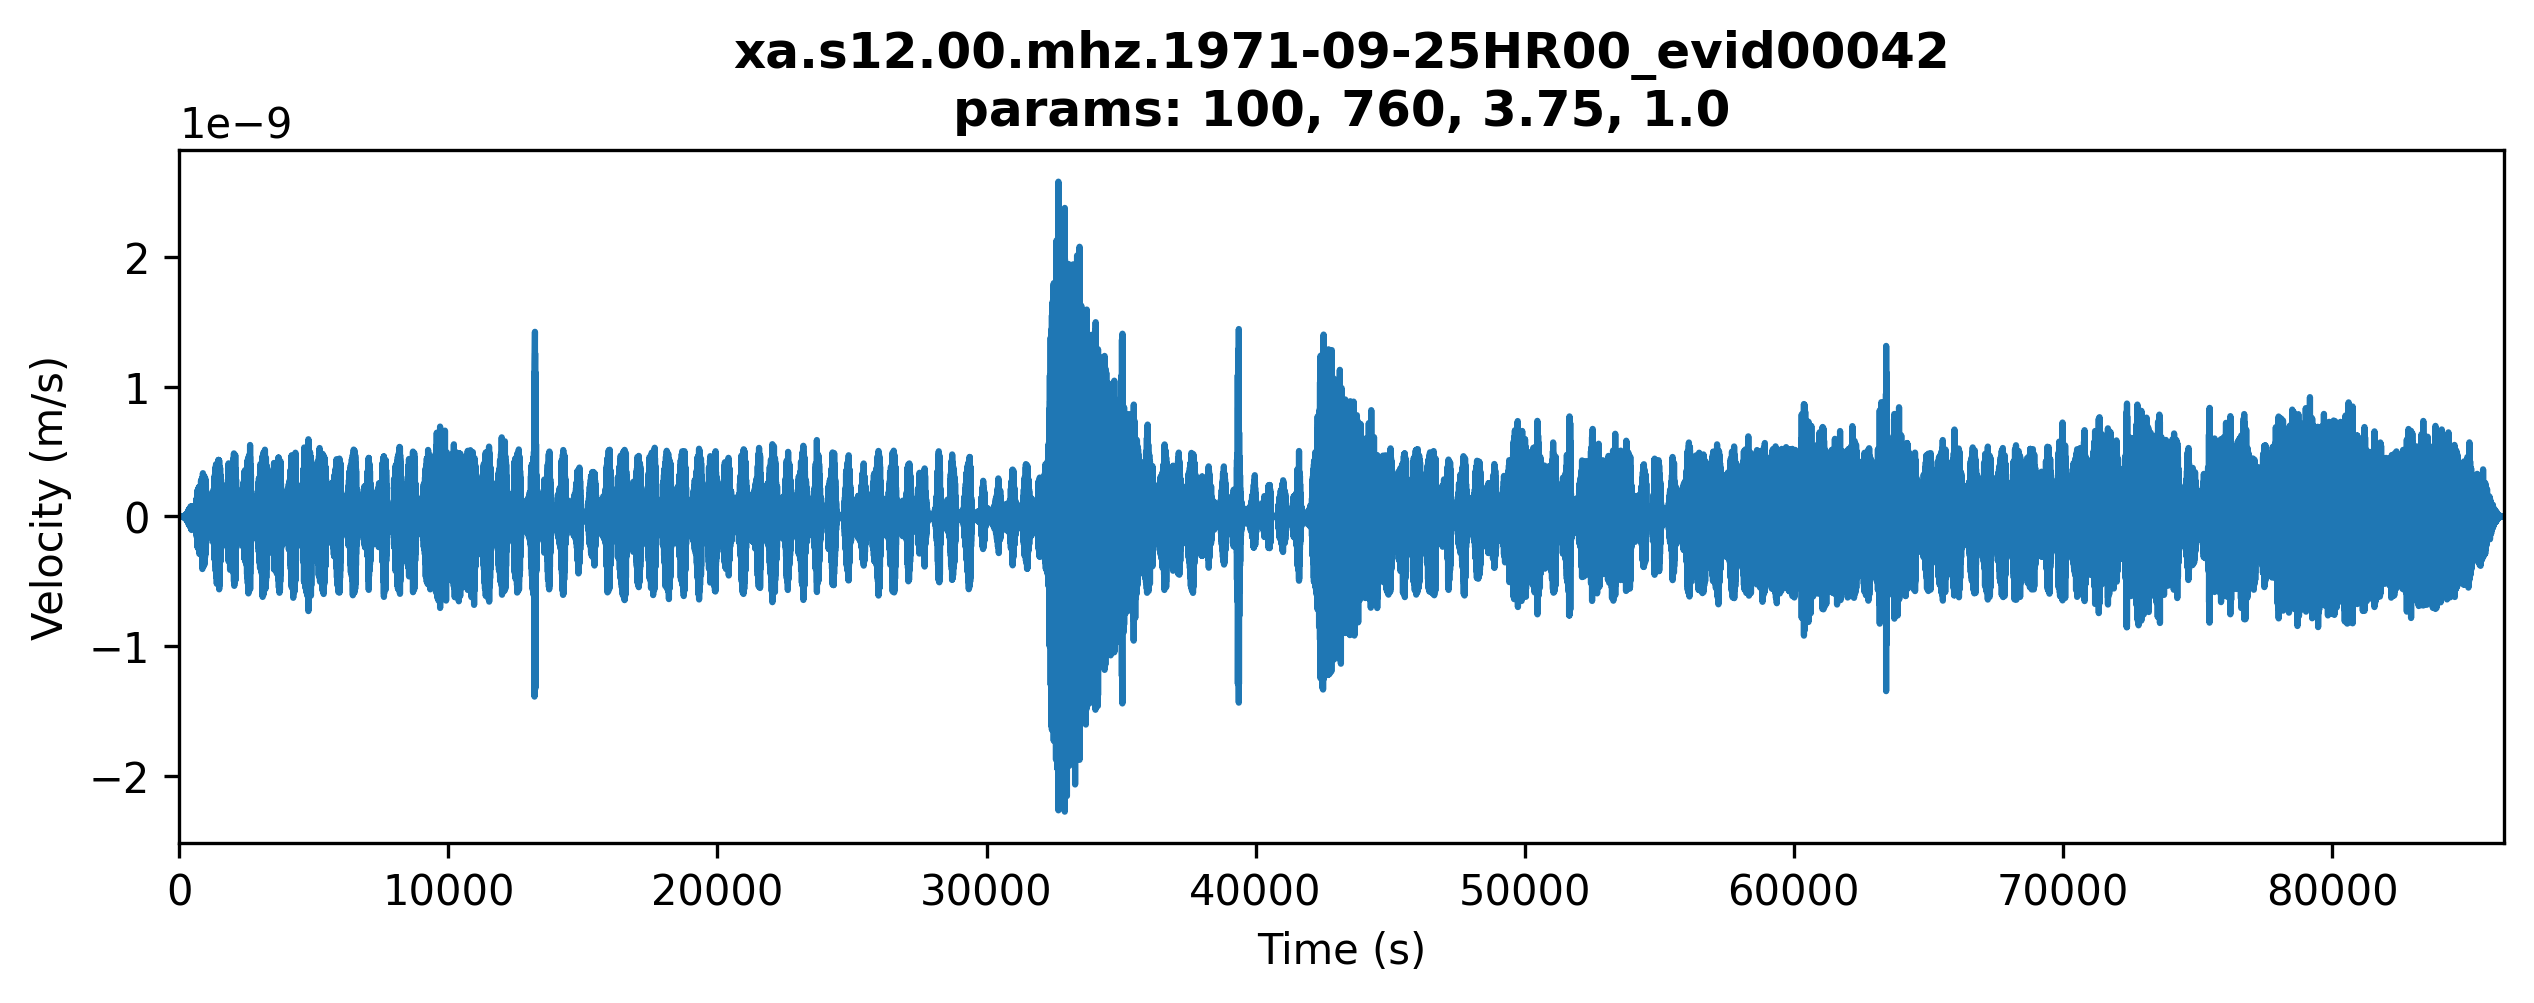 xa.s12.00.mhz.1971-09-25HR00_evid00042
params: 100, 760, 3.75, 1.0
1e−9
Velocity (m/s)
2
1
0
−1
−2
0 10000 20000 30000 40000 50000 60000 70000 80000
Time (s)